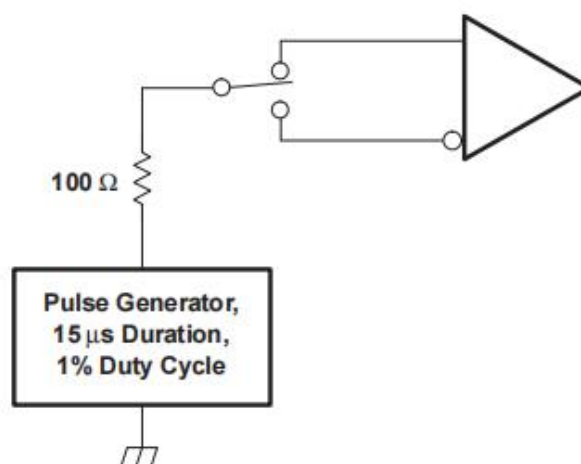 100 Ω
Pulse Generator,
15 μs Duration,
1% Duty Cycle